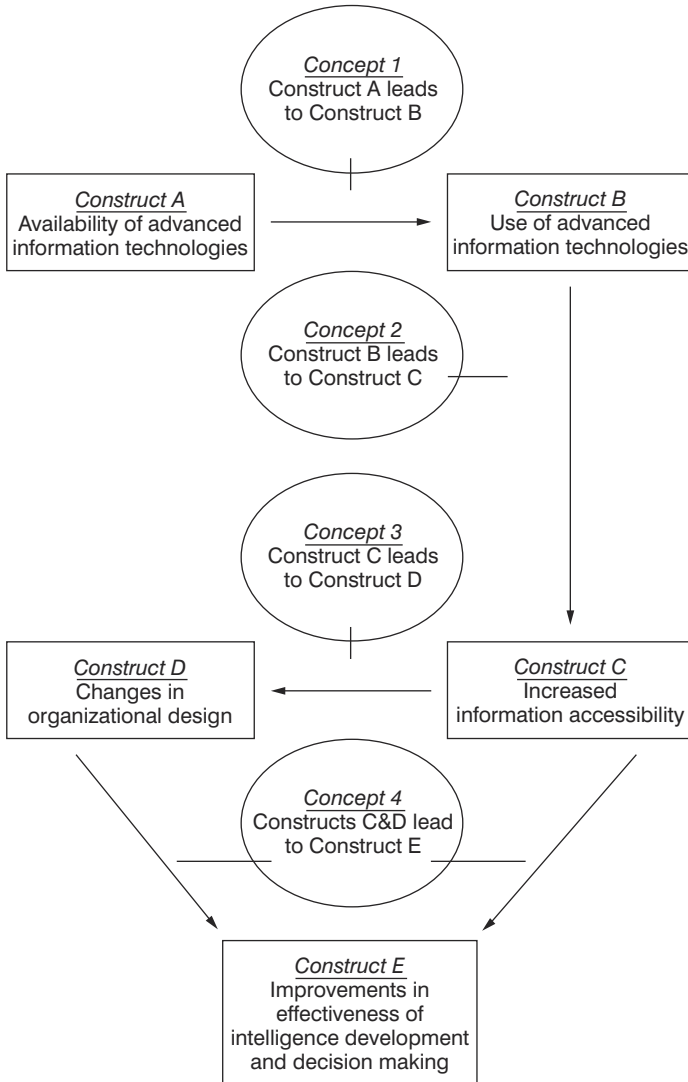 Concept 1
Construct A leads
to Construct B
Construct A
Availability of advanced
information technologies
Construct B
Use of advanced
information technologies
Concept 2
Construct B leads
to Construct C
Concept 3
Construct C leads
to Construct D
Construct D
Changes in
organizational design
Construct C
Increased
information accessibility
Concept 4
Constructs C&D lead
to Construct E
Construct E
Improvements in
effectiveness of
intelligence development
and decision making